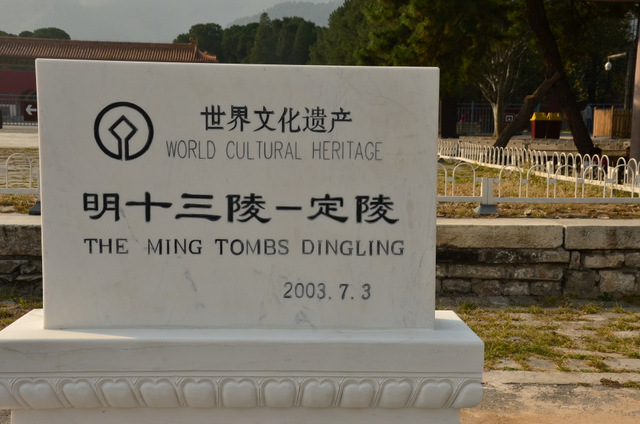 世界文化遗产
WORLD CULTURAL HERITAGE
明十三陵－定陵
THE MING TOMBS DINGLING
2003.7.3